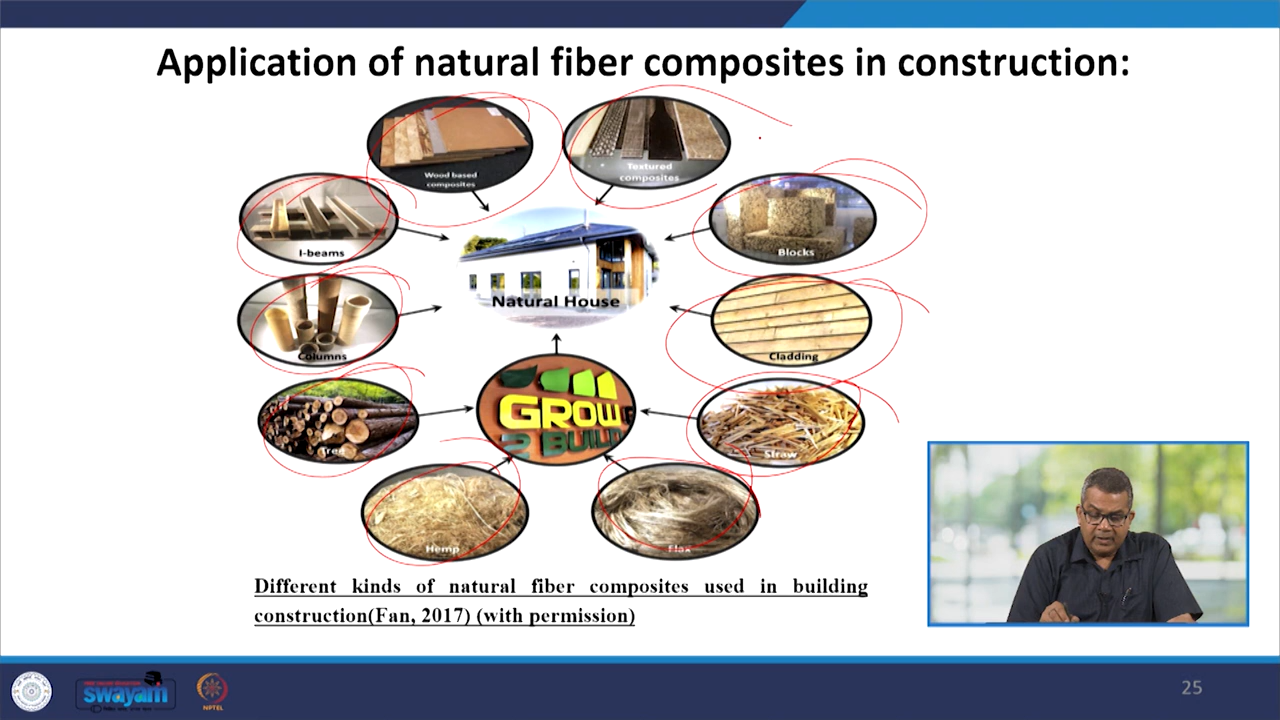 Application of natural fiber composites in construction:
Wood based
composites
Textured
composites
I-beams
Blocks
Natural House
Columns
Cladding
Tree
GROW
2 BUILD
Straw
Hemp
Flax
Different kinds of natural fiber composites used in building
construction(Fan, 2017) (with permission)
swayam
NPTEL
25